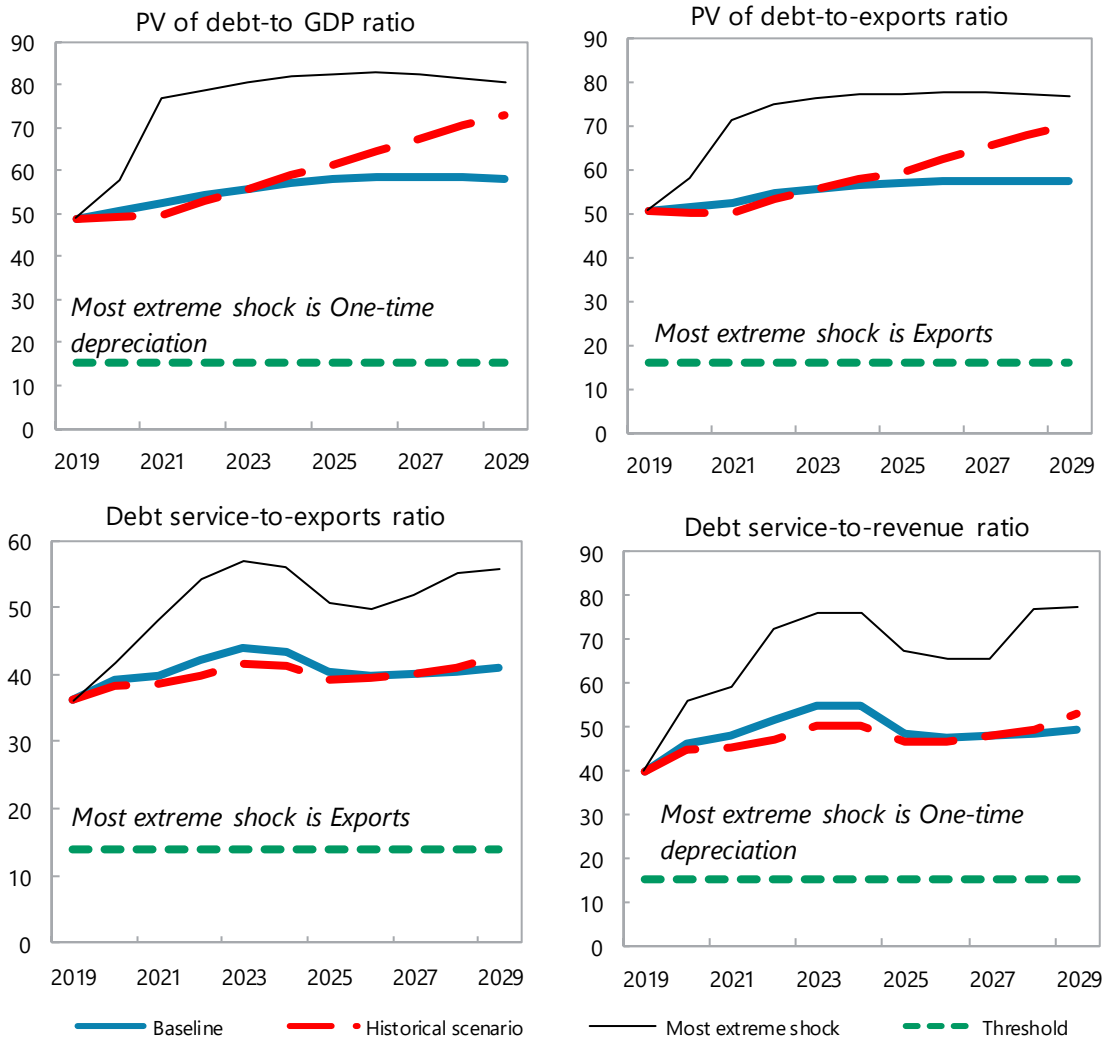 PV of debt-to GDP ratio
90
80
70
60
50
40
30
20
10
0
Most extreme shock is One-time
depreciation
2019 2021 2023 2025 2027 2029
PV of debt-to-exports ratio
90
80
70
60
50
40
30
20
10
0
Most extreme shock is Exports
2019 2021 2023 2025 2027 2029
Debt service-to-exports ratio
60
50
40
30
20
10
0
Most extreme shock is Exports
2019 2021 2023 2025 2027 2029
Debt service-to-revenue ratio
90
80
70
60
50
40
30
20
10
0
Most extreme shock is One-time
depreciation
2019 2021 2023 2025 2027 2029
Baseline Historical scenario Most extreme shock Threshold